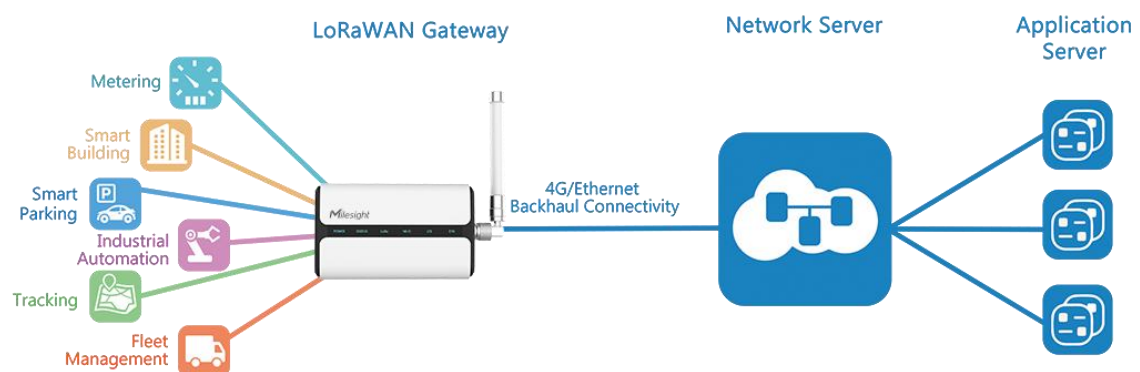 LoRaWAN Gateway
Network Server
Application
Server
Metering
Smart
Building
Smart
Parking
Industrial
Automation
Tracking
Fleet
Management
P
Milesight
4G/Ethernet
Backhaul Connectivity